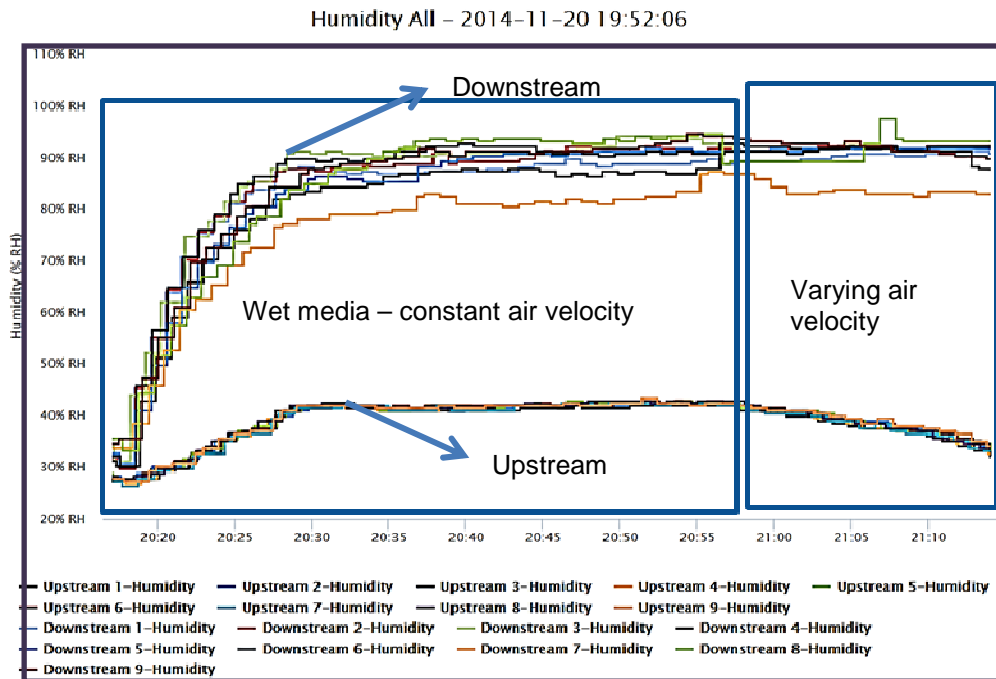 Humidity All – 2014-11-20 19:52:06
110% RH
100% RH
90% RH
80% RH
70% RH
60% RH
50% RH
40% RH
30% RH
20% RH
Humidity (% RH)
Downstream
Wet media – constant air velocity
Varying air
velocity
Upstream
20:20 20:25 20:30 20:35 20:40 20:45 20:50 20:55 21:00 21:05 21:10
Upstream 1-Humidity Upstream 2-Humidity Upstream 3-Humidity Upstream 4-Humidity Upstream 5-Humidity
Upstream 6-Humidity Upstream 7-Humidity Upstream 8-Humidity Upstream 9-Humidity
Downstream 1-Humidity Downstream 2-Humidity Downstream 3-Humidity Downstream 4-Humidity
Downstream 5-Humidity Downstream 6-Humidity Downstream 7-Humidity Downstream 8-Humidity
Downstream 9-Humidity